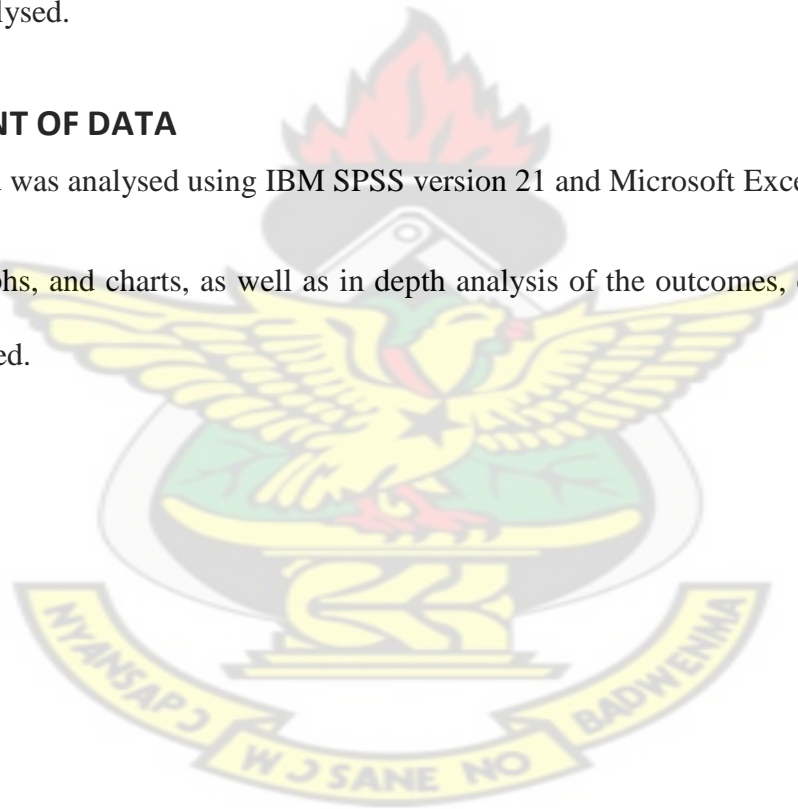 lysed.
NT OF DATA
was analysed using IBM SPSS version 21 and Microsoft Exce
hs, and charts, as well as in depth analysis of the outcomes,
ed.
NYANSAPƆ
WƆSANE NO
BADWENMA